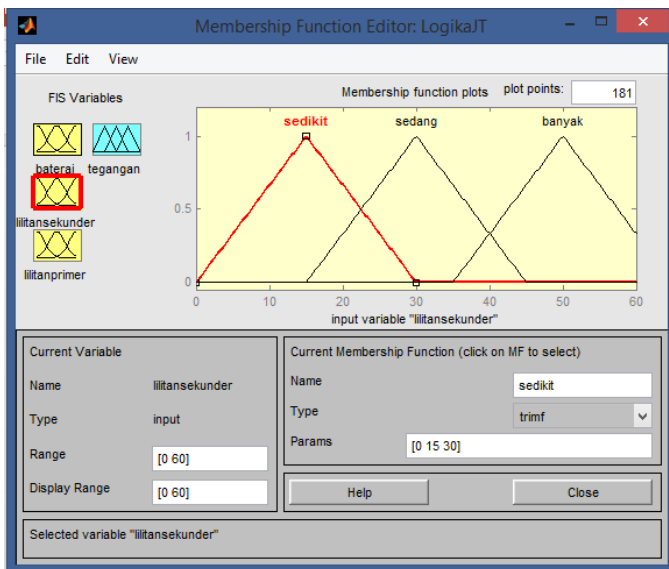 Membership Function Editor: LogikaJT
File Edit View
FIS Variables
baterai tegangan
lilitansekunder
lilitanprimer
Membership function plots plot points: 181
sedikit sedang banyak
1
0.5
0
0 10 20 30 40 50 60
input variable "lilitansekunder"
Current Variable
Name lilitansekunder
Type input
Range [0 60]
Display Range [0 60]
Current Membership Function (click on MF to select)
Name sedikit
Type trimf
Params [0 15 30]
Help Close
Selected variable "lilitansekunder"